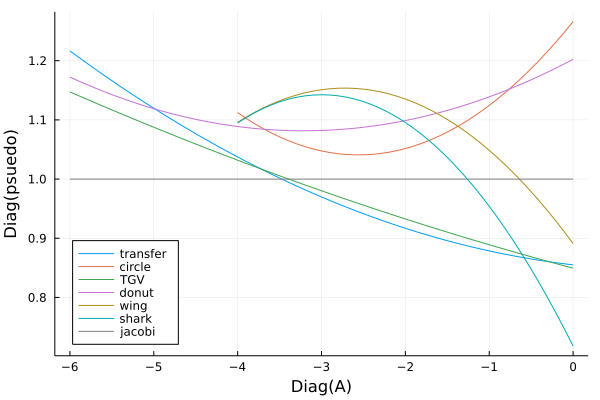 1.2
1.1
1.0
0.9
0.8
Diag(psuedo)
transfer
circle
TGV
donut
wing
shark
jacobi
−6 −5 −4 −3 −2 −1 0
Diag(A)